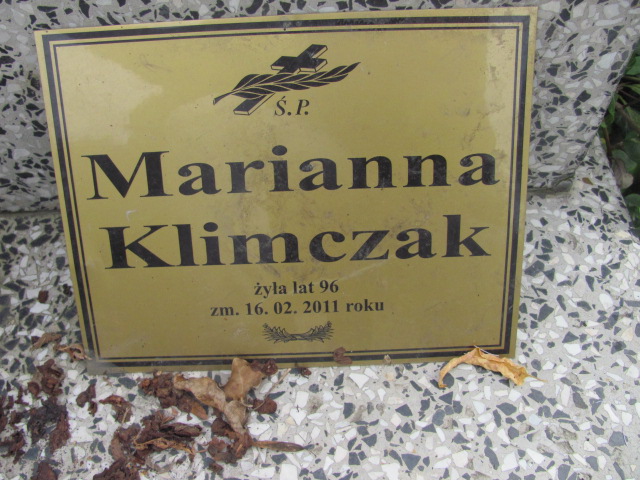 Ś.P.
Marianna
Klimczak
żyła lat 96
zm. 16. 02. 2011 roku